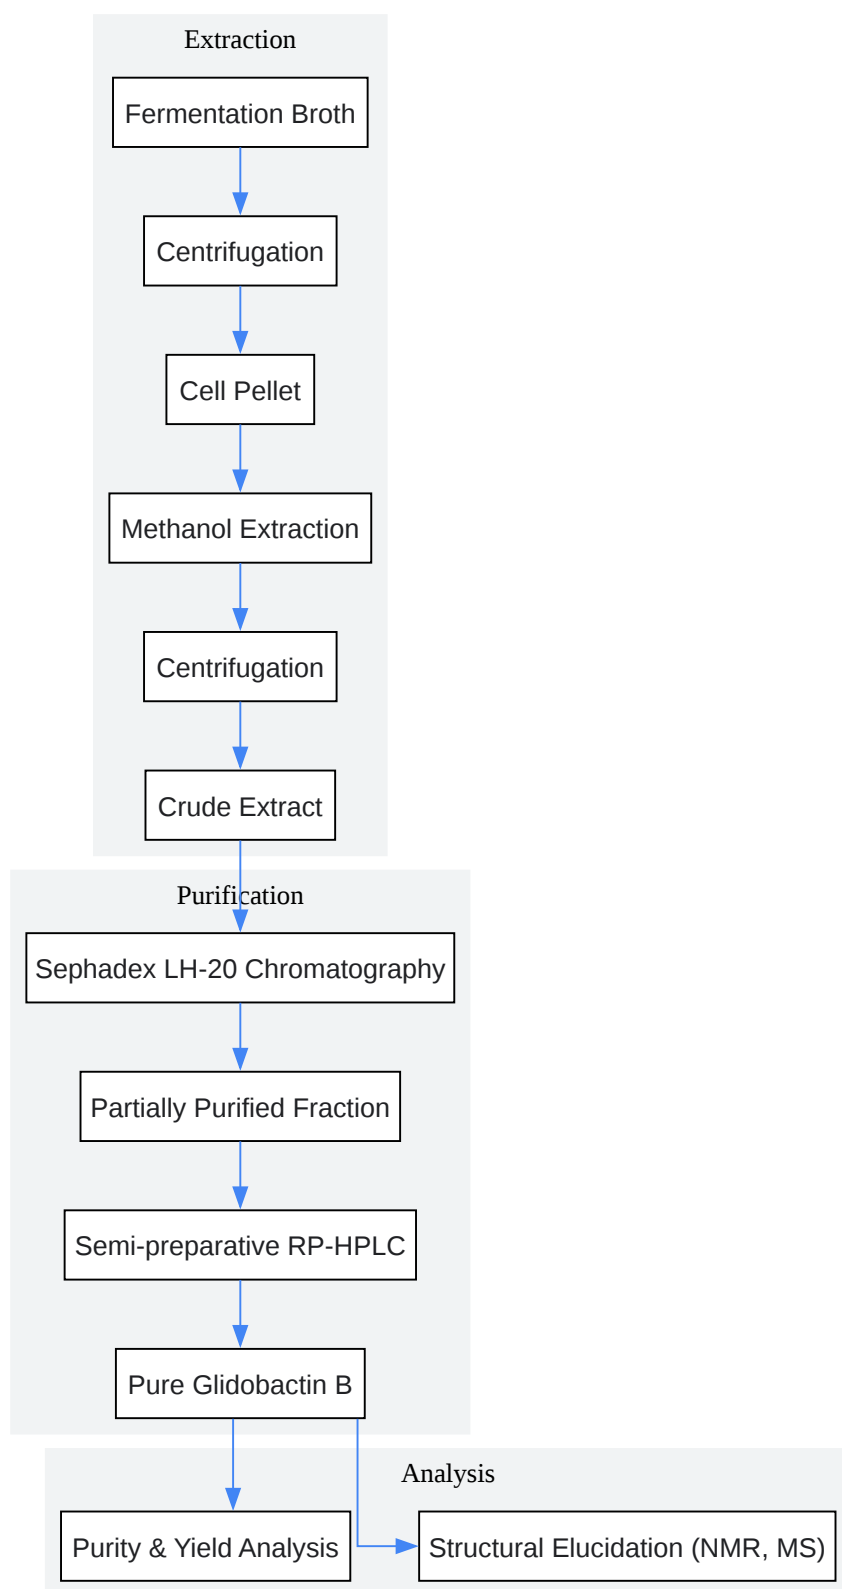 Extraction
Fermentation Broth
Centrifugation
Cell Pellet
Methanol Extraction
Centrifugation
Crude Extract
Purification
Sephadex LH-20 Chromatography
Partially Purified Fraction
Semi-preparative RP-HPLC
Pure Glidobactin B
Analysis
Purity & Yield Analysis
Structural Elucidation (NMR, MS)